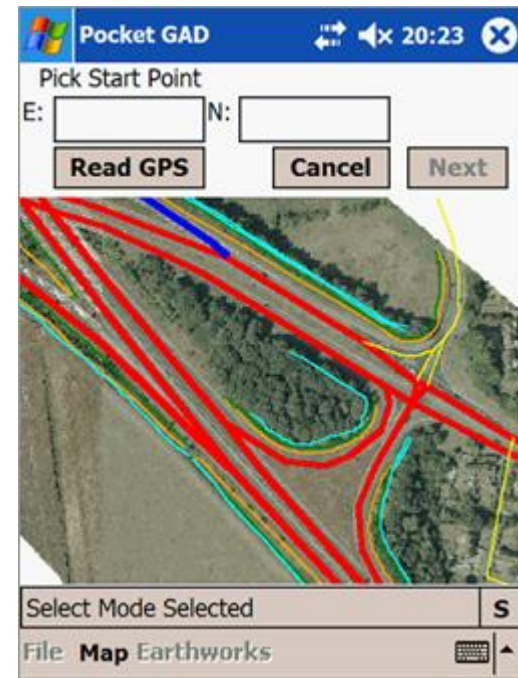 Pocket GAD 20:23
Pick Start Point
E: N:
Read GPS Cancel Next
Select Mode Selected S
File Map Earthworks